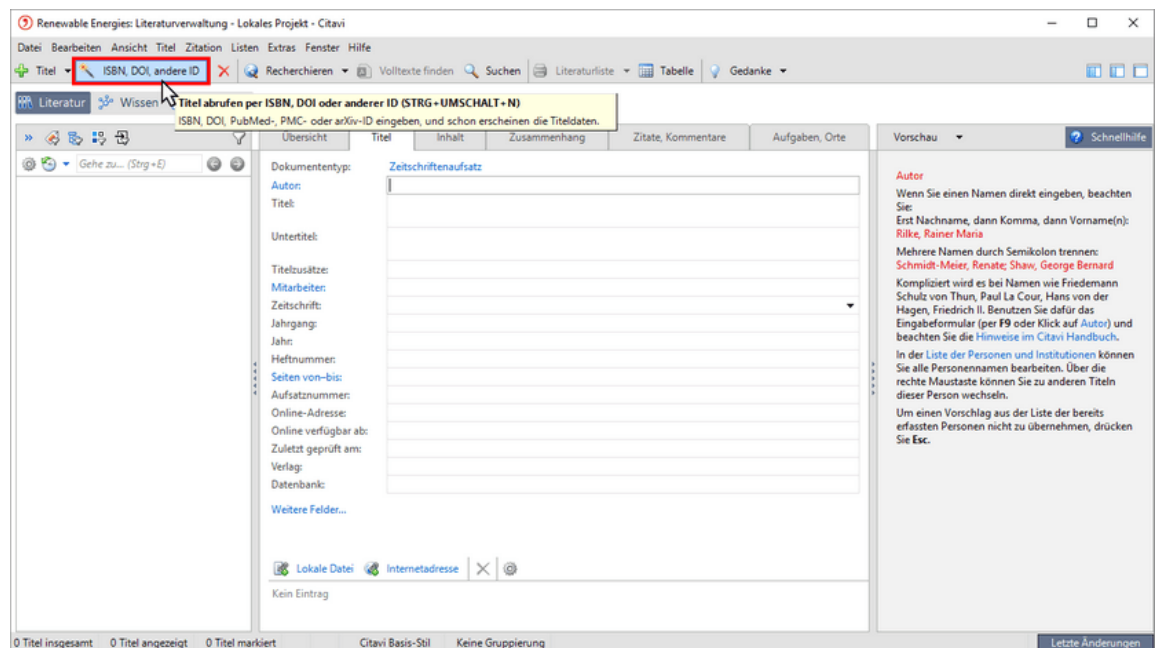 Renewable Energies: Literaturverwaltung - Lokales Projekt - Citavi
Datei Bearbeiten Ansicht Titel Zitation Listen Extras Fenster Hilfe
Titel ISBN, DOI, andere ID Recherchieren Volltexte finden Suchen Literaturliste Tabelle Gedanke
Literatur Wissen
Titel abrufen per ISBN, DOI oder anderer ID (STRG+UMSCHALT+N)
ISBN, DOI, PubMed-, PMC- oder arXiv-ID eingeben, und schon erscheinen die Titeldaten.
Übersicht Titel Inhalt Zusammenhang Zitate, Kommentare Aufgaben, Orte
Vorschau Schnellhilfe
Gehe zu... (Strg+E)
Dokumententyp: Zeitschriftenaufsatz
Autor:
Titel:
Untertitel:
Titelzusätze:
Mitarbeiter:
Zeitschrift:
Jahrgang:
Jahr:
Heftnummer:
Seiten von–bis:
Aufsatznummer:
Online-Adresse:
Online verfügbar ab:
Zuletzt geprüft am:
Verlag:
Datenbank:
Weitere Felder...
Lokale Datei Internetadresse
Kein Eintrag
Autor
Wenn Sie einen Namen direkt eingeben, beachten
Sie:
Erst Nachname, dann Komma, dann Vorname(n):
Rilke, Rainer Maria
Mehrere Namen durch Semikolon trennen:
Schmidt-Meier, Renate; Shaw, George Bernard
Kompliziert wird es bei Namen wie Friedemann
Schulz von Thun, Paul La Cour, Hans von der
Hagen, Friedrich II. Benutzen Sie dafür das
Eingabeformular (per F9 oder Klick auf Autor) und
beachten Sie die Hinweise im Citavi Handbuch.
In der Liste der Personen und Institutionen können
Sie alle Personennamen bearbeiten. Über die
rechte Maustaste können Sie zu anderen Titeln
dieser Person wechseln.
Um einen Vorschlag aus der Liste der bereits
erfassten Personen nicht zu übernehmen, drücken
Sie Esc.
0 Titel insgesamt 0 Titel angezeigt 0 Titel markiert Citavi Basis-Stil Keine Gruppierung Letzte Änderungen